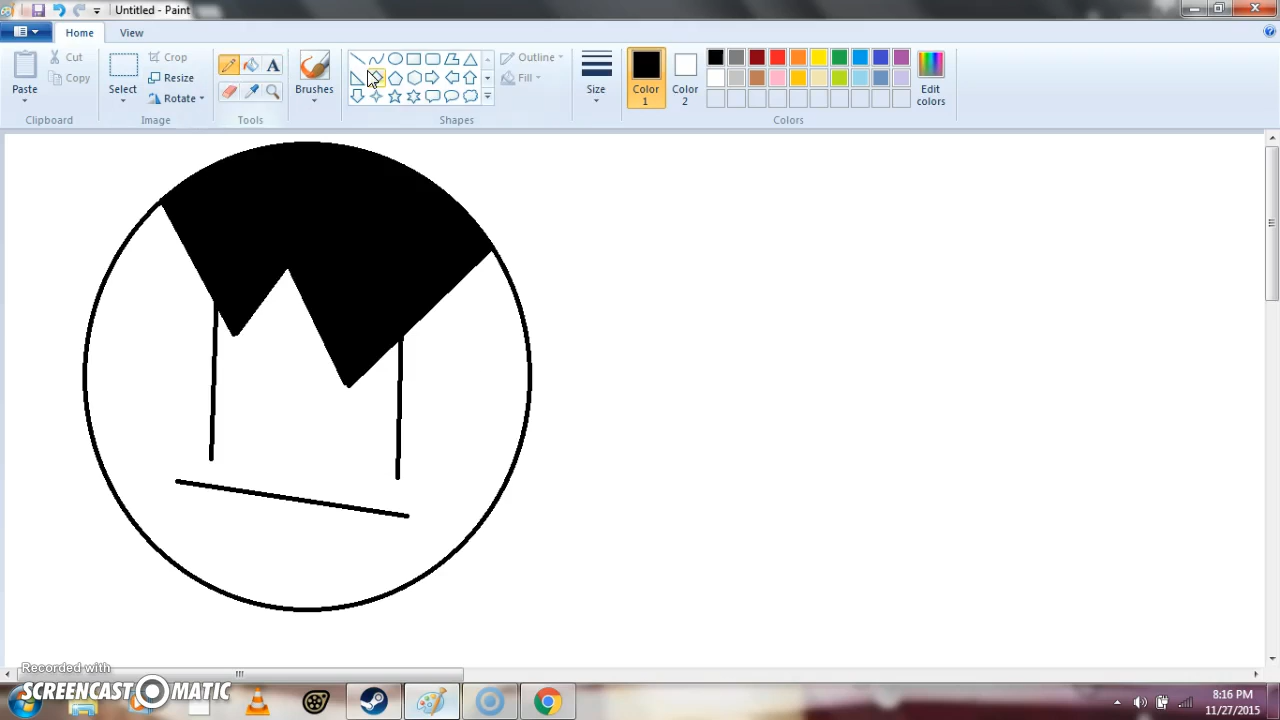 Untitled - Paint
Home
View
Paste
Cut
Copy
Clipboard
Select
Crop
Resize
Rotate
Image
A
Tools
Brushes
Outline
Fill
Shapes
Size
Color
1
Color
2
Colors
Edit
colors
Recorded with
SCREENCAST MATIC
8:16 PM
11/27/2015